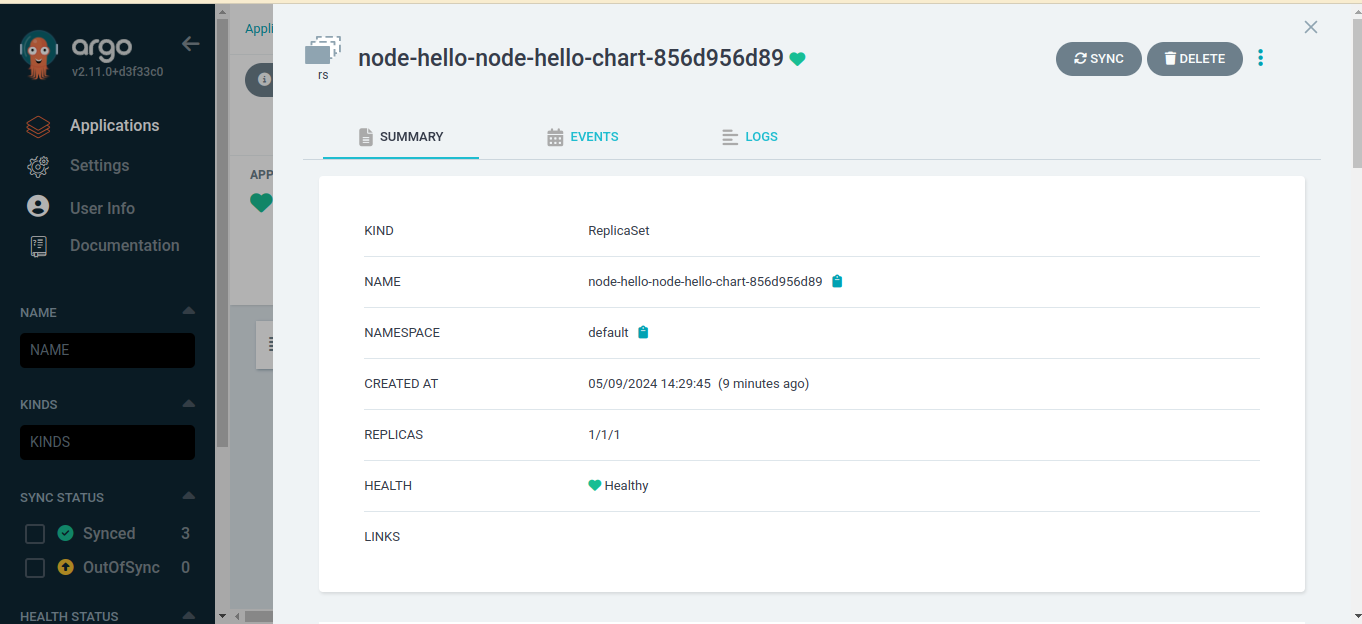 argo
v2.11.0+d3f33c0
Applications
Settings
User Info
Documentation
NAME
NAME
KINDS
KINDS
SYNC STATUS
Synced 3
OutOfSync 0
HEALTH STATUS
Appli
APP
rs
node-hello-node-hello-chart-856d956d89
SYNC
DELETE
SUMMARY
EVENTS
LOGS
KIND ReplicaSet
NAME node-hello-node-hello-chart-856d956d89
NAMESPACE default
CREATED AT 05/09/2024 14:29:45 (9 minutes ago)
REPLICAS 1/1/1
HEALTH Healthy
LINKS